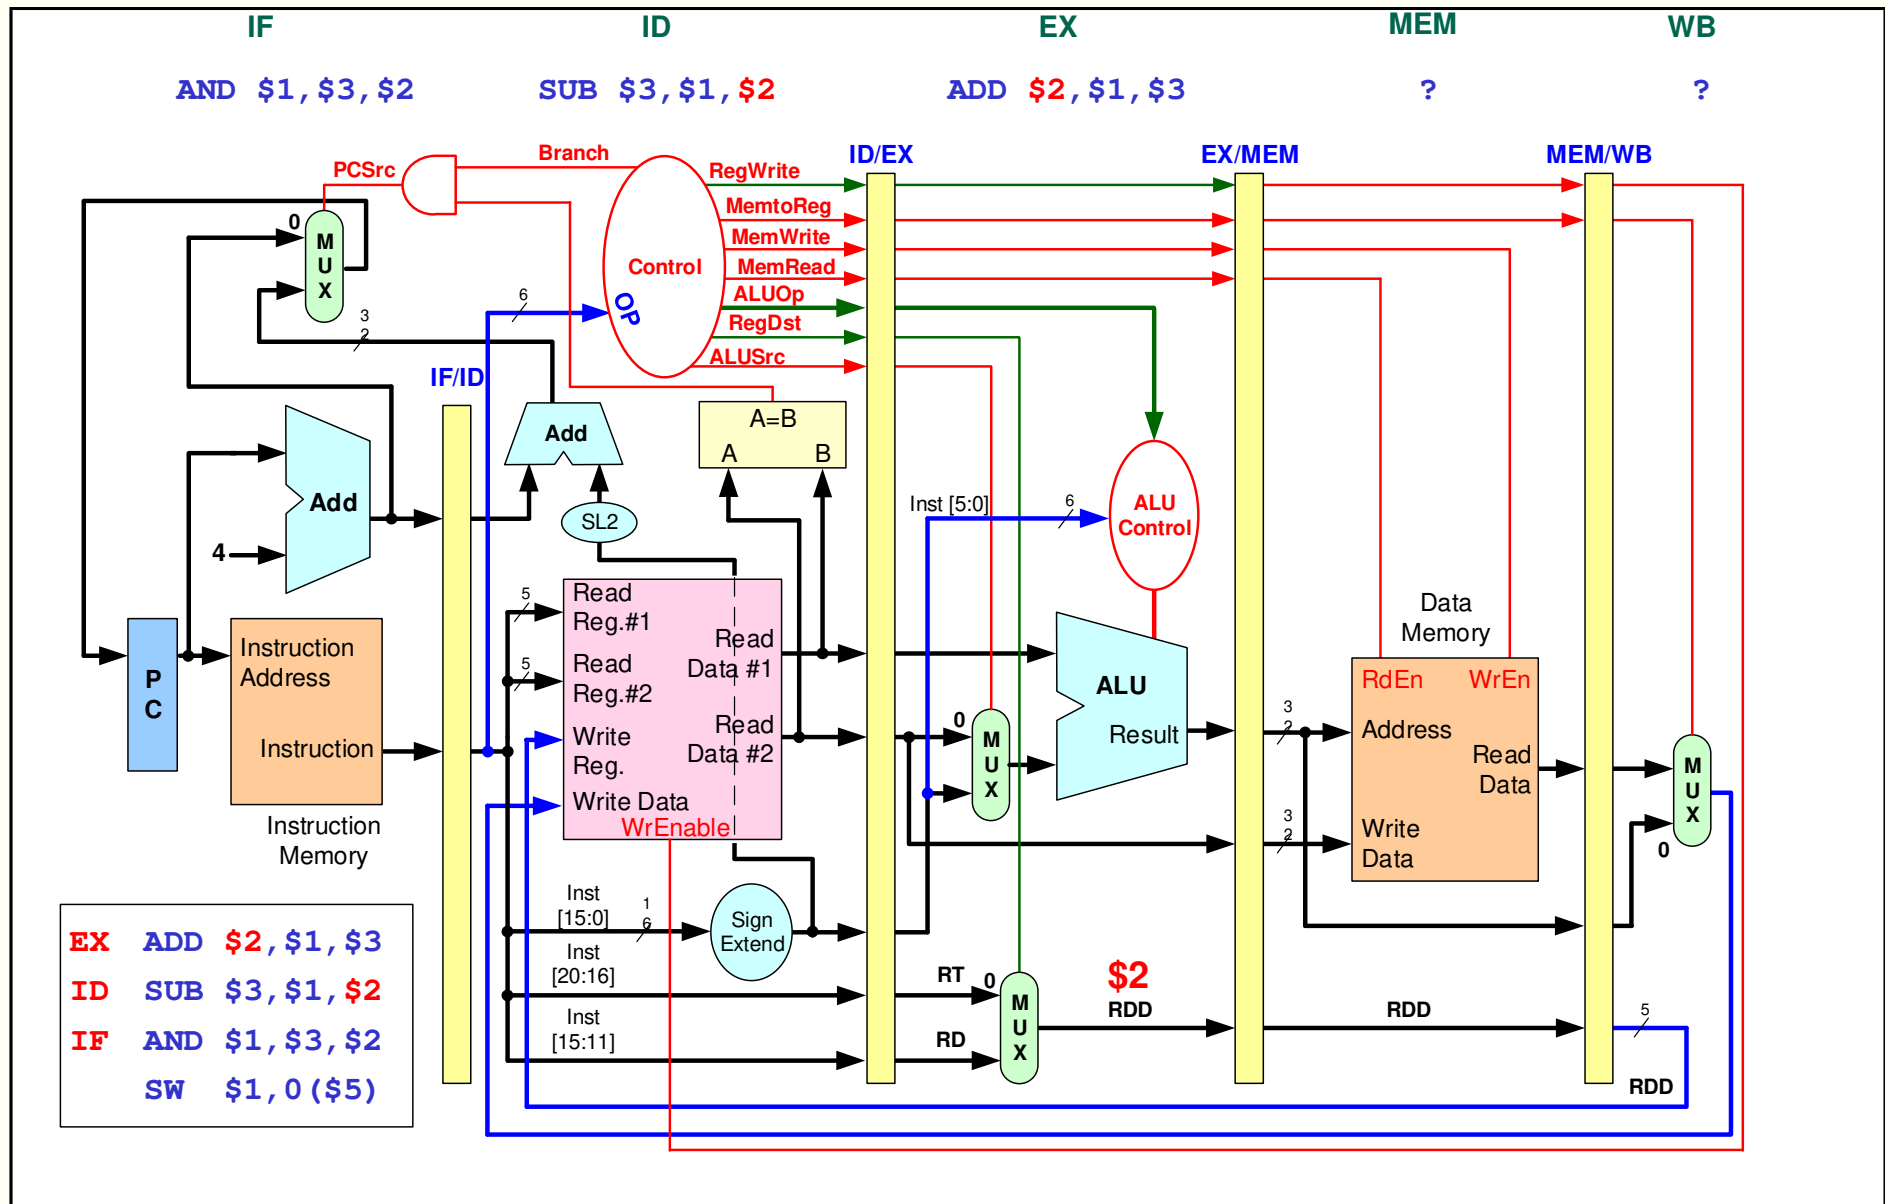 IF ID EX MEM WB
AND $1,$3,$2 SUB $3,$1,$2 ADD $2,$1,$3 ? ?
ID/EX EX/MEM MEM/WB
Branch
PCSrc
RegWrite
MemtoReg
MemWrite
MemRead
ALUOp
RegDst
ALUSrc
Control
OP
0
M
U
X
6
3
2
IF/ID
Add
4
Add
SL2
A=B
A B
Inst [5:0]
6
ALU
Control
P
C
Instruction
Address
Instruction
Instruction
Memory
5
Read
Reg.#1
5
Read
Reg.#2
Write
Reg.
Write Data
WrEnable
Read
Data #1
Read
Data #2
0
M
U
X
ALU
Result
3
2
3
2
Data
Memory
RdEn WrEn
Address
Read
Data
Write
Data
M
U
X
0
Inst
[15:0]
1
6
Sign
Extend
Inst
[20:16]
Inst
[15:11]
RT
RD
0
M
U
X
$2
RDD
RDD
5
RDD
EX ADD $2,$1,$3
ID SUB $3,$1,$2
IF AND $1,$3,$2
SW $1,0($5)